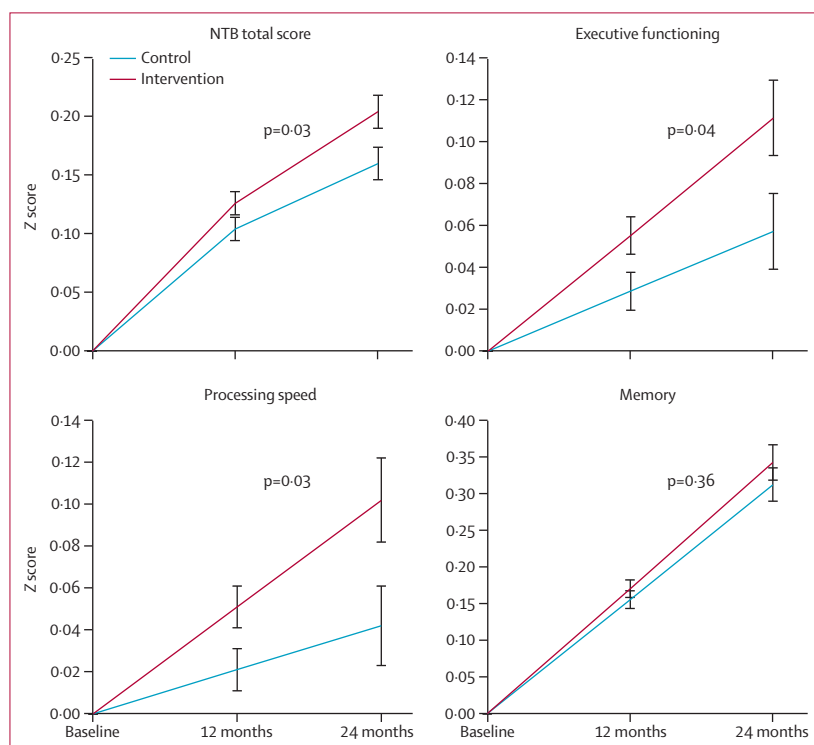 NTB total score
0·25
0·20
0·15
0·10
0·05
0·00
Z score
Control
Intervention
p=0·03
Executive functioning
0·14
0·12
0·10
0·08
0·06
0·04
0·02
0·00
p=0·04
Processing speed
0·14
0·12
0·10
0·08
0·06
0·04
0·02
0·00
Z score
p=0·03
Baseline
12 months
24 months
Memory
0·40
0·35
0·30
0·25
0·20
0·15
0·10
0·05
0·00
p=0·36
Baseline
12 months
24 months